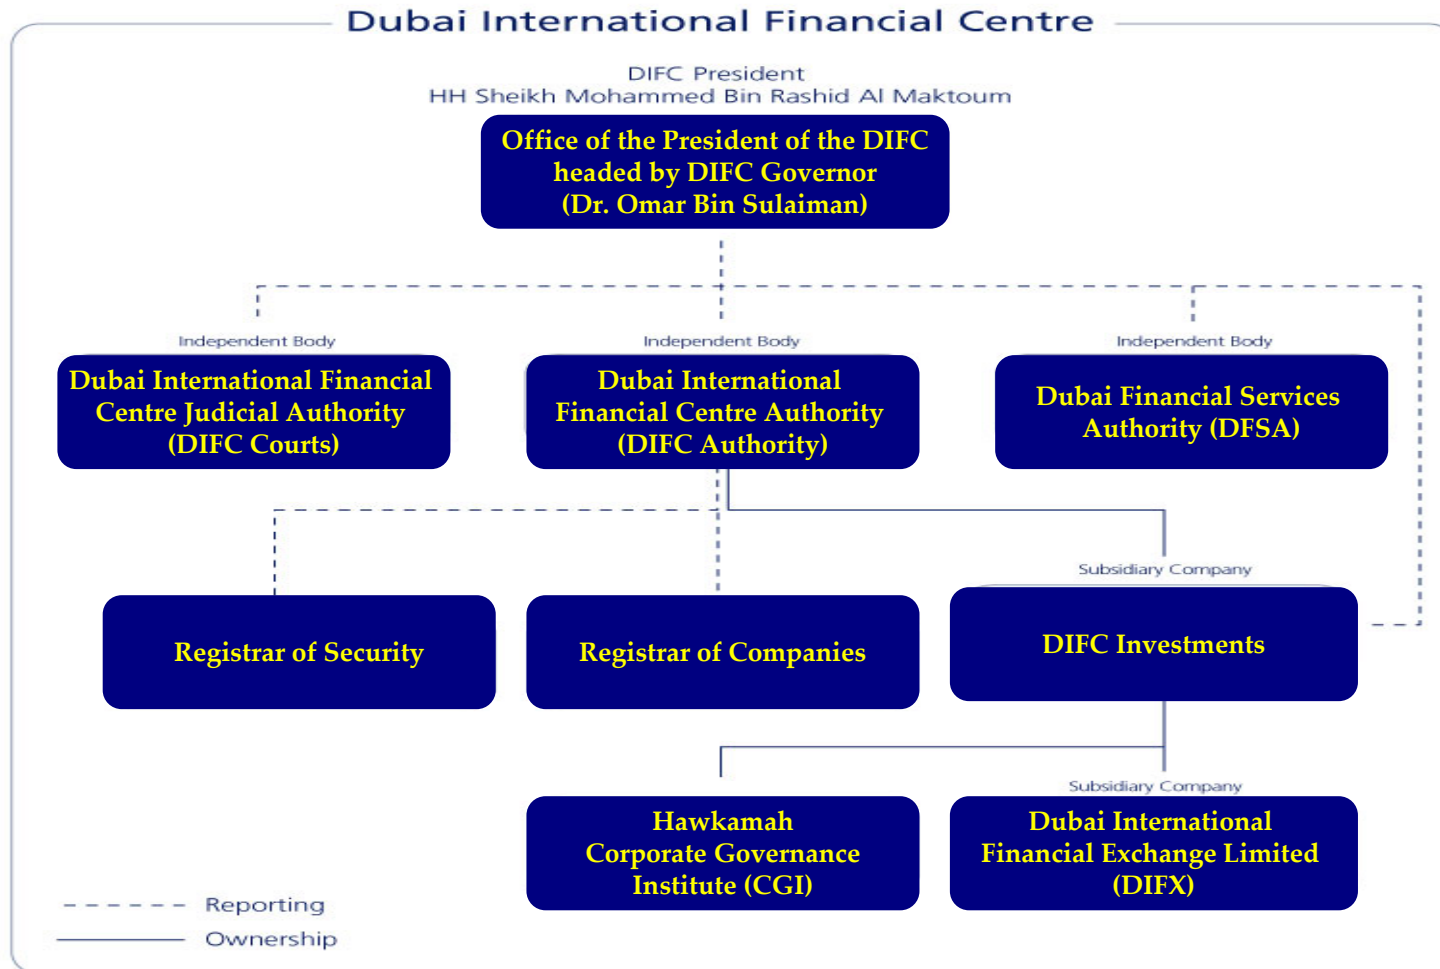 Dubai International Financial Centre
DIFC President
HH Sheikh Mohammed Bin Rashid Al Maktoum
Office of the President of the DIFC
headed by DIFC Governor
(Dr. Omar Bin Sulaiman)
Independent Body
Dubai International Financial
Centre Judicial Authority
(DIFC Courts)
Independent Body
Dubai International
Financial Centre Authority
(DIFC Authority)
Independent Body
Dubai Financial Services
Authority (DFSA)
Registrar of Security
Registrar of Companies
Subsidiary Company
DIFC Investments
Hawkamah
Corporate Governance
Institute (CGI)
Subsidiary Company
Dubai International
Financial Exchange Limited
(DIFX)
Reporting
Ownership